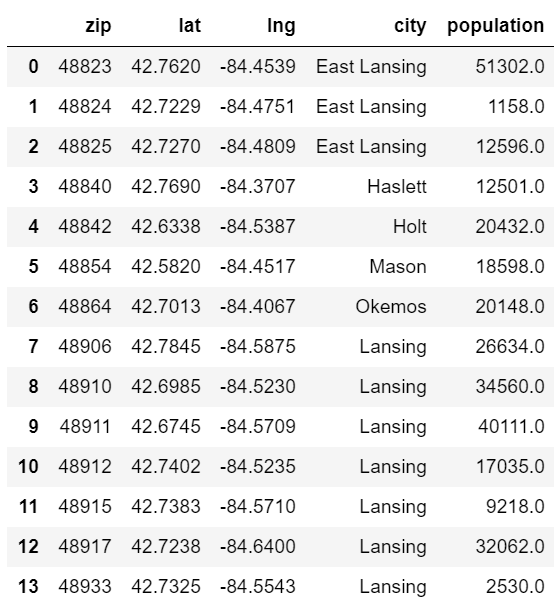 zip lat lng city population
0 48823 42.7620 -84.4539 East Lansing 51302.0
1 48824 42.7229 -84.4751 East Lansing 1158.0
2 48825 42.7270 -84.4809 East Lansing 12596.0
3 48840 42.7690 -84.3707 Haslett 12501.0
4 48842 42.6338 -84.5387 Holt 20432.0
5 48854 42.5820 -84.4517 Mason 18598.0
6 48864 42.7013 -84.4067 Okemos 20148.0
7 48906 42.7845 -84.5875 Lansing 26634.0
8 48910 42.6985 -84.5230 Lansing 34560.0
9 48911 42.6745 -84.5709 Lansing 40111.0
10 48912 42.7402 -84.5235 Lansing 17035.0
11 48915 42.7383 -84.5710 Lansing 9218.0
12 48917 42.7238 -84.6400 Lansing 32062.0
13 48933 42.7325 -84.5543 Lansing 2530.0